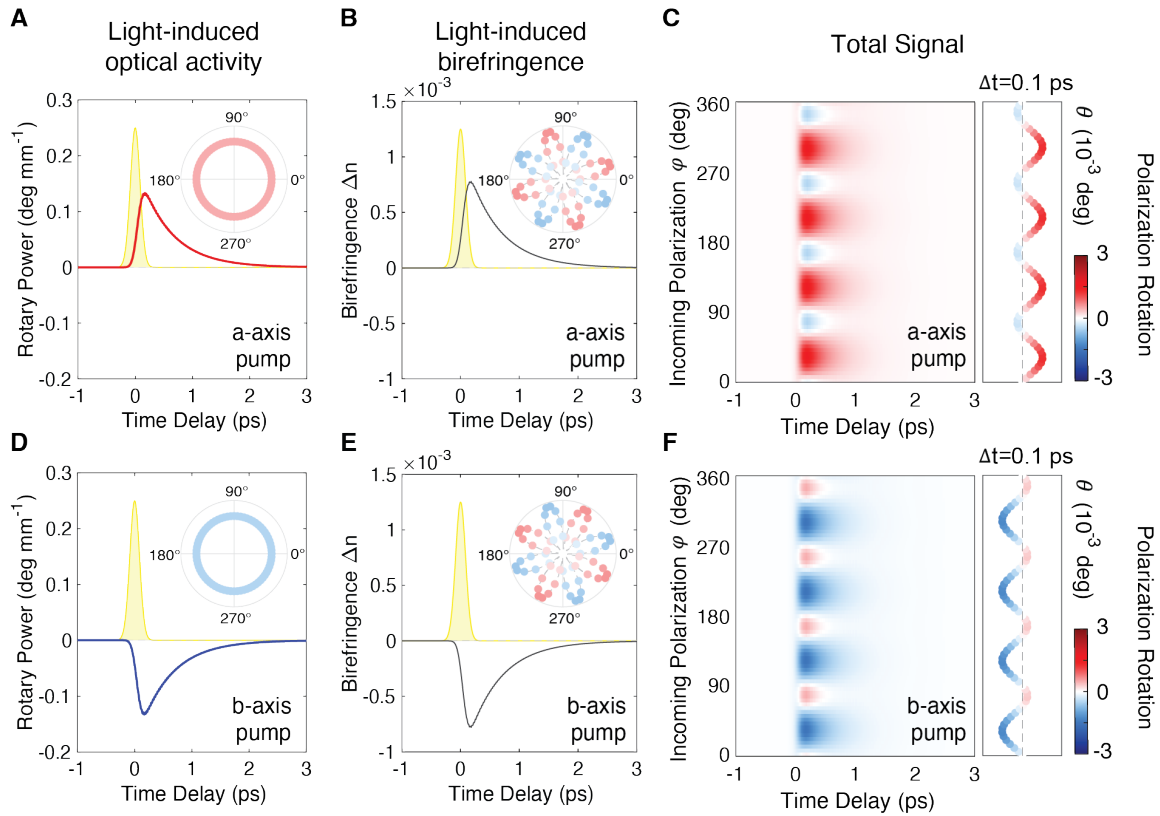 A
Light-induced
optical activity
Rotary Power (deg mm⁻¹)
0.3
0.2
0.1
0
-0.1
-0.2
90°
180°
0°
270°
a-axis
pump
-1 0 1 2 3
Time Delay (ps)
B
Light-induced
birefringence
×10⁻³
Birefringence Δn
1.5
1
0.5
0
-0.5
-1
90°
180°
0°
270°
a-axis
pump
-1 0 1 2 3
Time Delay (ps)
C
Total Signal
Incoming Polarization φ (deg)
360
270
180
90
0
a-axis
pump
-1 0 1 2 3
Time Delay (ps)
Δt=0.1 ps
θ (10⁻³ deg)
3
0
-3
Polarization Rotation
D
Rotary Power (deg mm⁻¹)
0.3
0.2
0.1
0
-0.1
-0.2
90°
180°
0°
270°
b-axis
pump
-1 0 1 2 3
Time Delay (ps)
E
×10⁻³
Birefringence Δn
1.5
1
0.5
0
-0.5
-1
90°
180°
0°
270°
b-axis
pump
-1 0 1 2 3
Time Delay (ps)
F
Incoming Polarization φ (deg)
360
270
180
90
0
b-axis
pump
-1 0 1 2 3
Time Delay (ps)
Δt=0.1 ps
θ (10⁻³ deg)
3
0
-3
Polarization Rotation